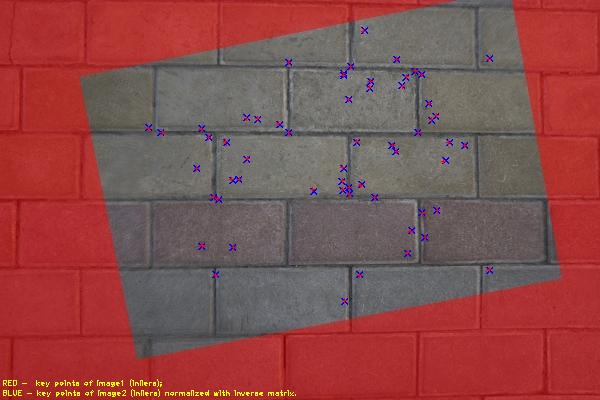 RED - key points of image1 (inliers);
BLUE - key points of image2 (inliers) normalized with inverse matrix.